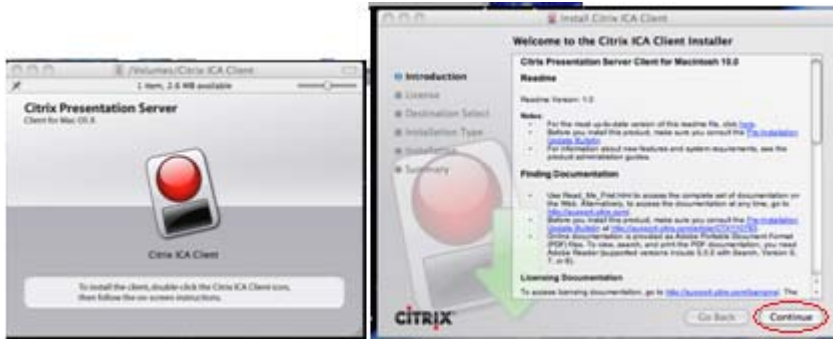 /Volumes/Citrix ICA Client
1 item, 2.6 MB available
Citrix Presentation Server
Client for Mac OS X
Citrix ICA Client
To install the client, double-click the Citrix ICA Client icon,
then follow the on-screen instructions.
Install Citrix ICA Client
Welcome to the Citrix ICA Client Installer
Introduction
License
Destination Select
Installation Type
Installation
Summary
Citrix Presentation Server Client for Macintosh 10.0
Readme
Readme Version: 1.0
Notes:
For the most up-to-date version of this readme file, click here.
Before you install this product, make sure you consult the Pre-Installation
Update Bulletin.
For information about new features and system requirements, see the
product administration guides.
Finding Documentation
Use Read_Me_First.html to access the complete set of documentation on
the Web. Alternatively, to access the documentation at any time, go to
http://support.citrix.com/.
Before you install this product, make sure you consult the Pre-Installation
Update Bulletin at
Online documentation is provided as Adobe Portable Document Format
(PDF) files. To view, search, and print the PDF documentation, you need
Adobe Reader (supported versions include 5.0.5 with Search, Version 6,
7, or 8).
Licensing Documentation
To access licensing documentation, go to The
CITRIX
Go Back
Continue